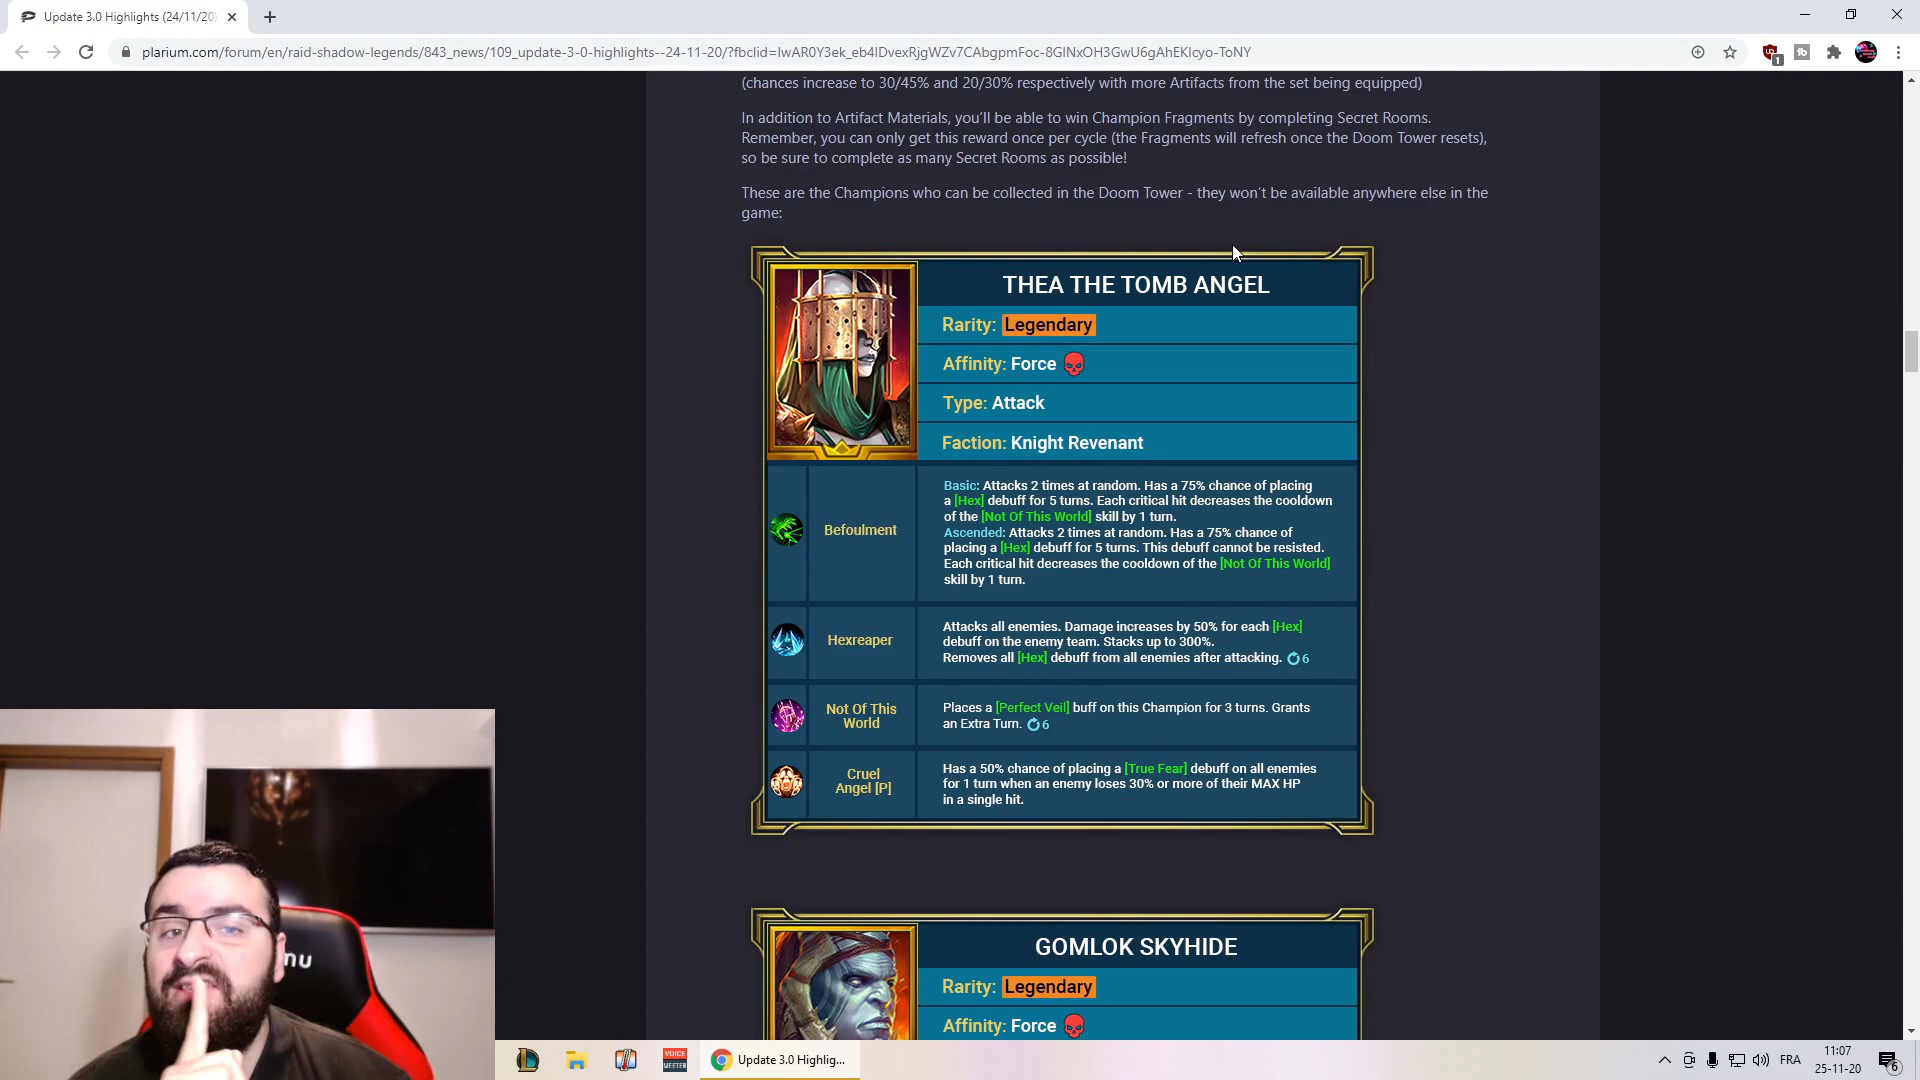 Update 3.0 Highlights (24/11/20)
plarium.com/forum/en/raid-shadow-legends/843_news/109_update-3-0-highlights--24-11-20/?fbclid=IwAR0Y3ek_eb4IDvexRjgWZv7CAbgpmFoc-8GINxOH3GwU6gAhEKIcyo-ToNY
1
(chances increase to 30/45% and 20/30% respectively with more Artifacts from the set being equipped)
In addition to Artifact Materials, you'll be able to win Champion Fragments by completing Secret Rooms.
Remember, you can only get this reward once per cycle (the Fragments will refresh once the Doom Tower resets),
so be sure to complete as many Secret Rooms as possible!
These are the Champions who can be collected in the Doom Tower - they won't be available anywhere else in the
game:
THEA THE TOMB ANGEL
Rarity: Legendary
Affinity: Force
Type: Attack
Faction: Knight Revenant
Befoulment
Basic: Attacks 2 times at random. Has a 75% chance of placing
a [Hex] debuff for 5 turns. Each critical hit decreases the cooldown
of the [Not Of This World] skill by 1 turn.
Ascended: Attacks 2 times at random. Has a 75% chance of
placing a [Hex] debuff for 5 turns. This debuff cannot be resisted.
Each critical hit decreases the cooldown of the [Not Of This World]
skill by 1 turn.
Hexreaper
Attacks all enemies. Damage increases by 50% for each [Hex]
debuff on the enemy team. Stacks up to 300%.
Removes all [Hex] debuff from all enemies after attacking. 6
Not Of This
World
Places a [Perfect Veil] buff on this Champion for 3 turns. Grants
an Extra Turn. 6
Cruel
Angel [P]
Has a 50% chance of placing a [True Fear] debuff on all enemies
for 1 turn when an enemy loses 30% or more of their MAX HP
in a single hit.
GOMLOK SKYHIDE
Rarity: Legendary
Affinity: Force
nu
VOICE
MEETER
Update 3.0 Highlig...
FRA
11:07
25-11-20
6